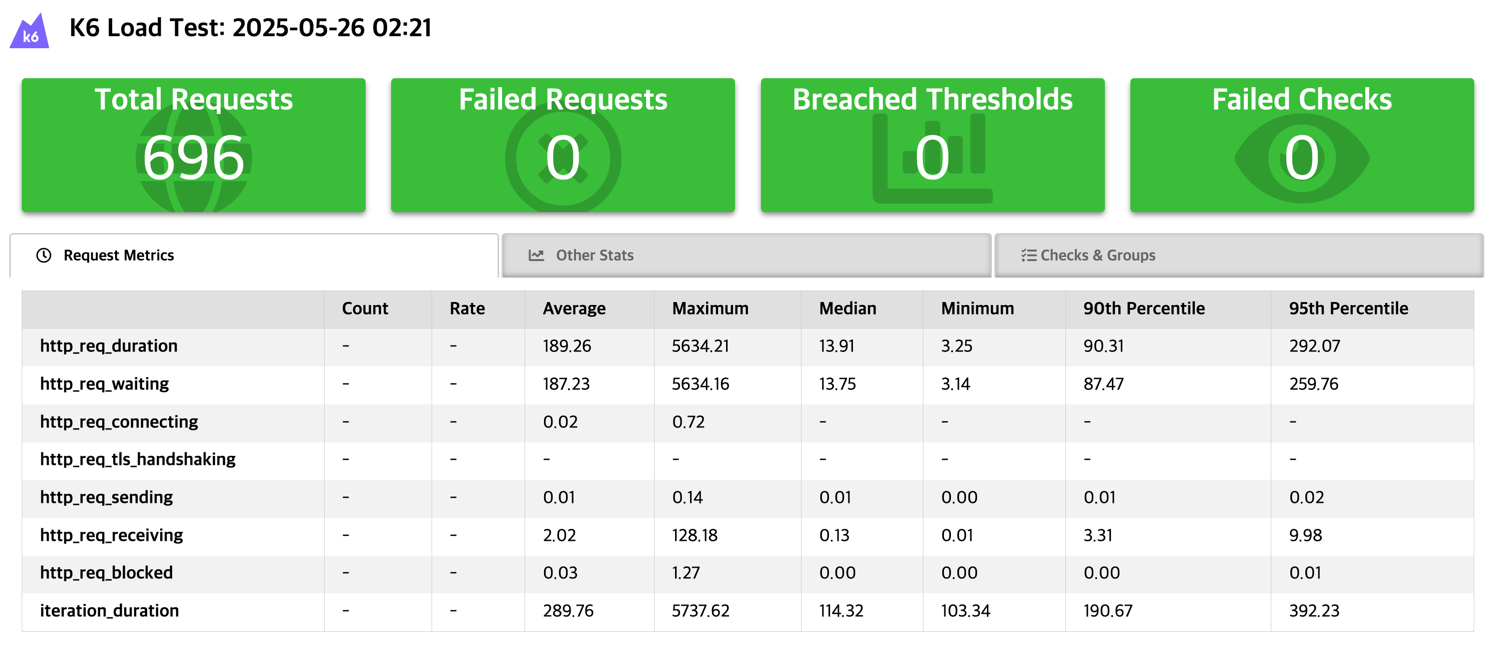 k6
K6 Load Test: 2025-05-26 02:21
Total Requests
696
Failed Requests
0
Breached Thresholds
0
Failed Checks
0
Request Metrics
Other Stats
Checks & Groups
Count Rate Average Maximum Median Minimum 90th Percentile 95th Percentile
http_req_duration - - 189.26 5634.21 13.91 3.25 90.31 292.07
http_req_waiting - - 187.23 5634.16 13.75 3.14 87.47 259.76
http_req_connecting - - 0.02 0.72 - - - -
http_req_tls_handshaking - - - - - - - -
http_req_sending - - 0.01 0.14 0.01 0.00 0.01 0.02
http_req_receiving - - 2.02 128.18 0.13 0.01 3.31 9.98
http_req_blocked - - 0.03 1.27 0.00 0.00 0.00 0.01
iteration_duration - - 289.76 5737.62 114.32 103.34 190.67 392.23